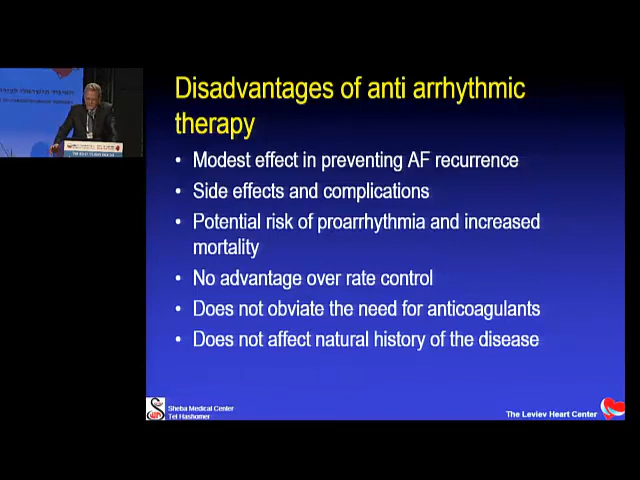 Disadvantages of anti arrhythmic
therapy
• Modest effect in preventing AF recurrence
• Side effects and complications
• Potential risk of proarrhythmia and increased
mortality
• No advantage over rate control
• Does not obviate the need for anticoagulants
• Does not affect natural history of the disease
Sheba Medical Center
Tel Hashomer
The Leviev Heart Center